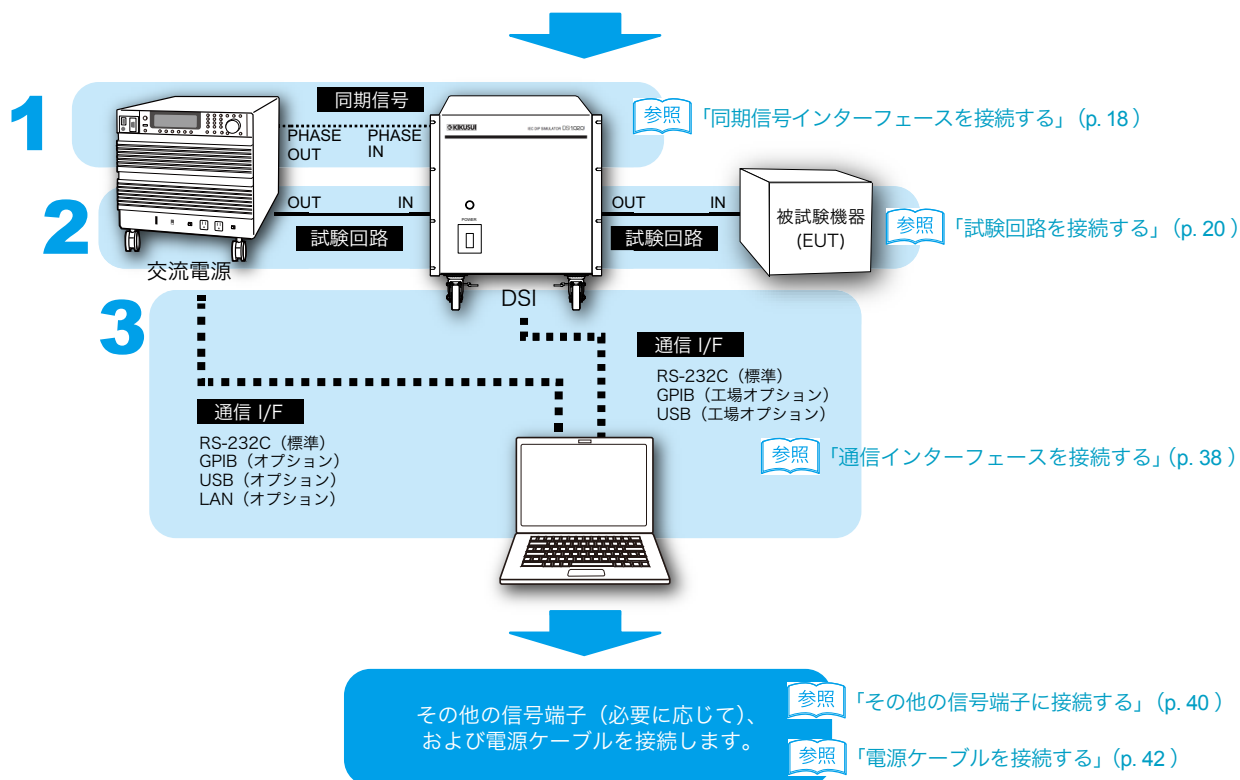 1
同期信号
PHASE OUT
PHASE IN
KIKUSUI
IEC DIP SIMULATOR DSI1020I
参照 「同期信号インターフェースを接続する」(p. 18 )
2
OUT
IN
試験回路
POWER
OUT
IN
試験回路
被試験機器
(EUT)
参照 「試験回路を接続する」(p. 20 )
交流電源
DSI
3
通信 I/F
RS-232C(標準)
GPIB(工場オプション)
USB(工場オプション)
通信 I/F
RS-232C(標準)
GPIB(オプション)
USB(オプション)
LAN(オプション)
参照 「通信インターフェースを接続する」(p. 38 )
その他の信号端子(必要に応じて)、
および電源ケーブルを接続します。
参照 「その他の信号端子に接続する」(p. 40 )
参照 「電源ケーブルを接続する」(p. 42 )